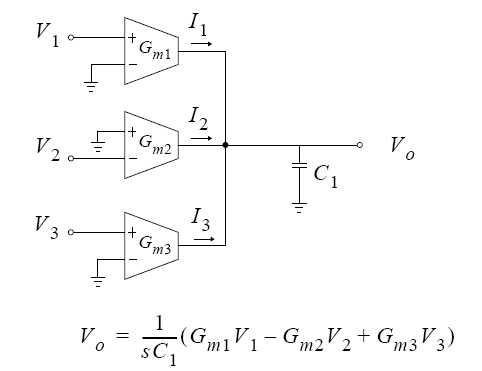 V1 + Gm1 − I1
V2 + Gm2 − I2
Vo
C1
V3 + Gm3 − I3
Vo = 1/sC1 (Gm1V1 − Gm2V2 + Gm3V3)